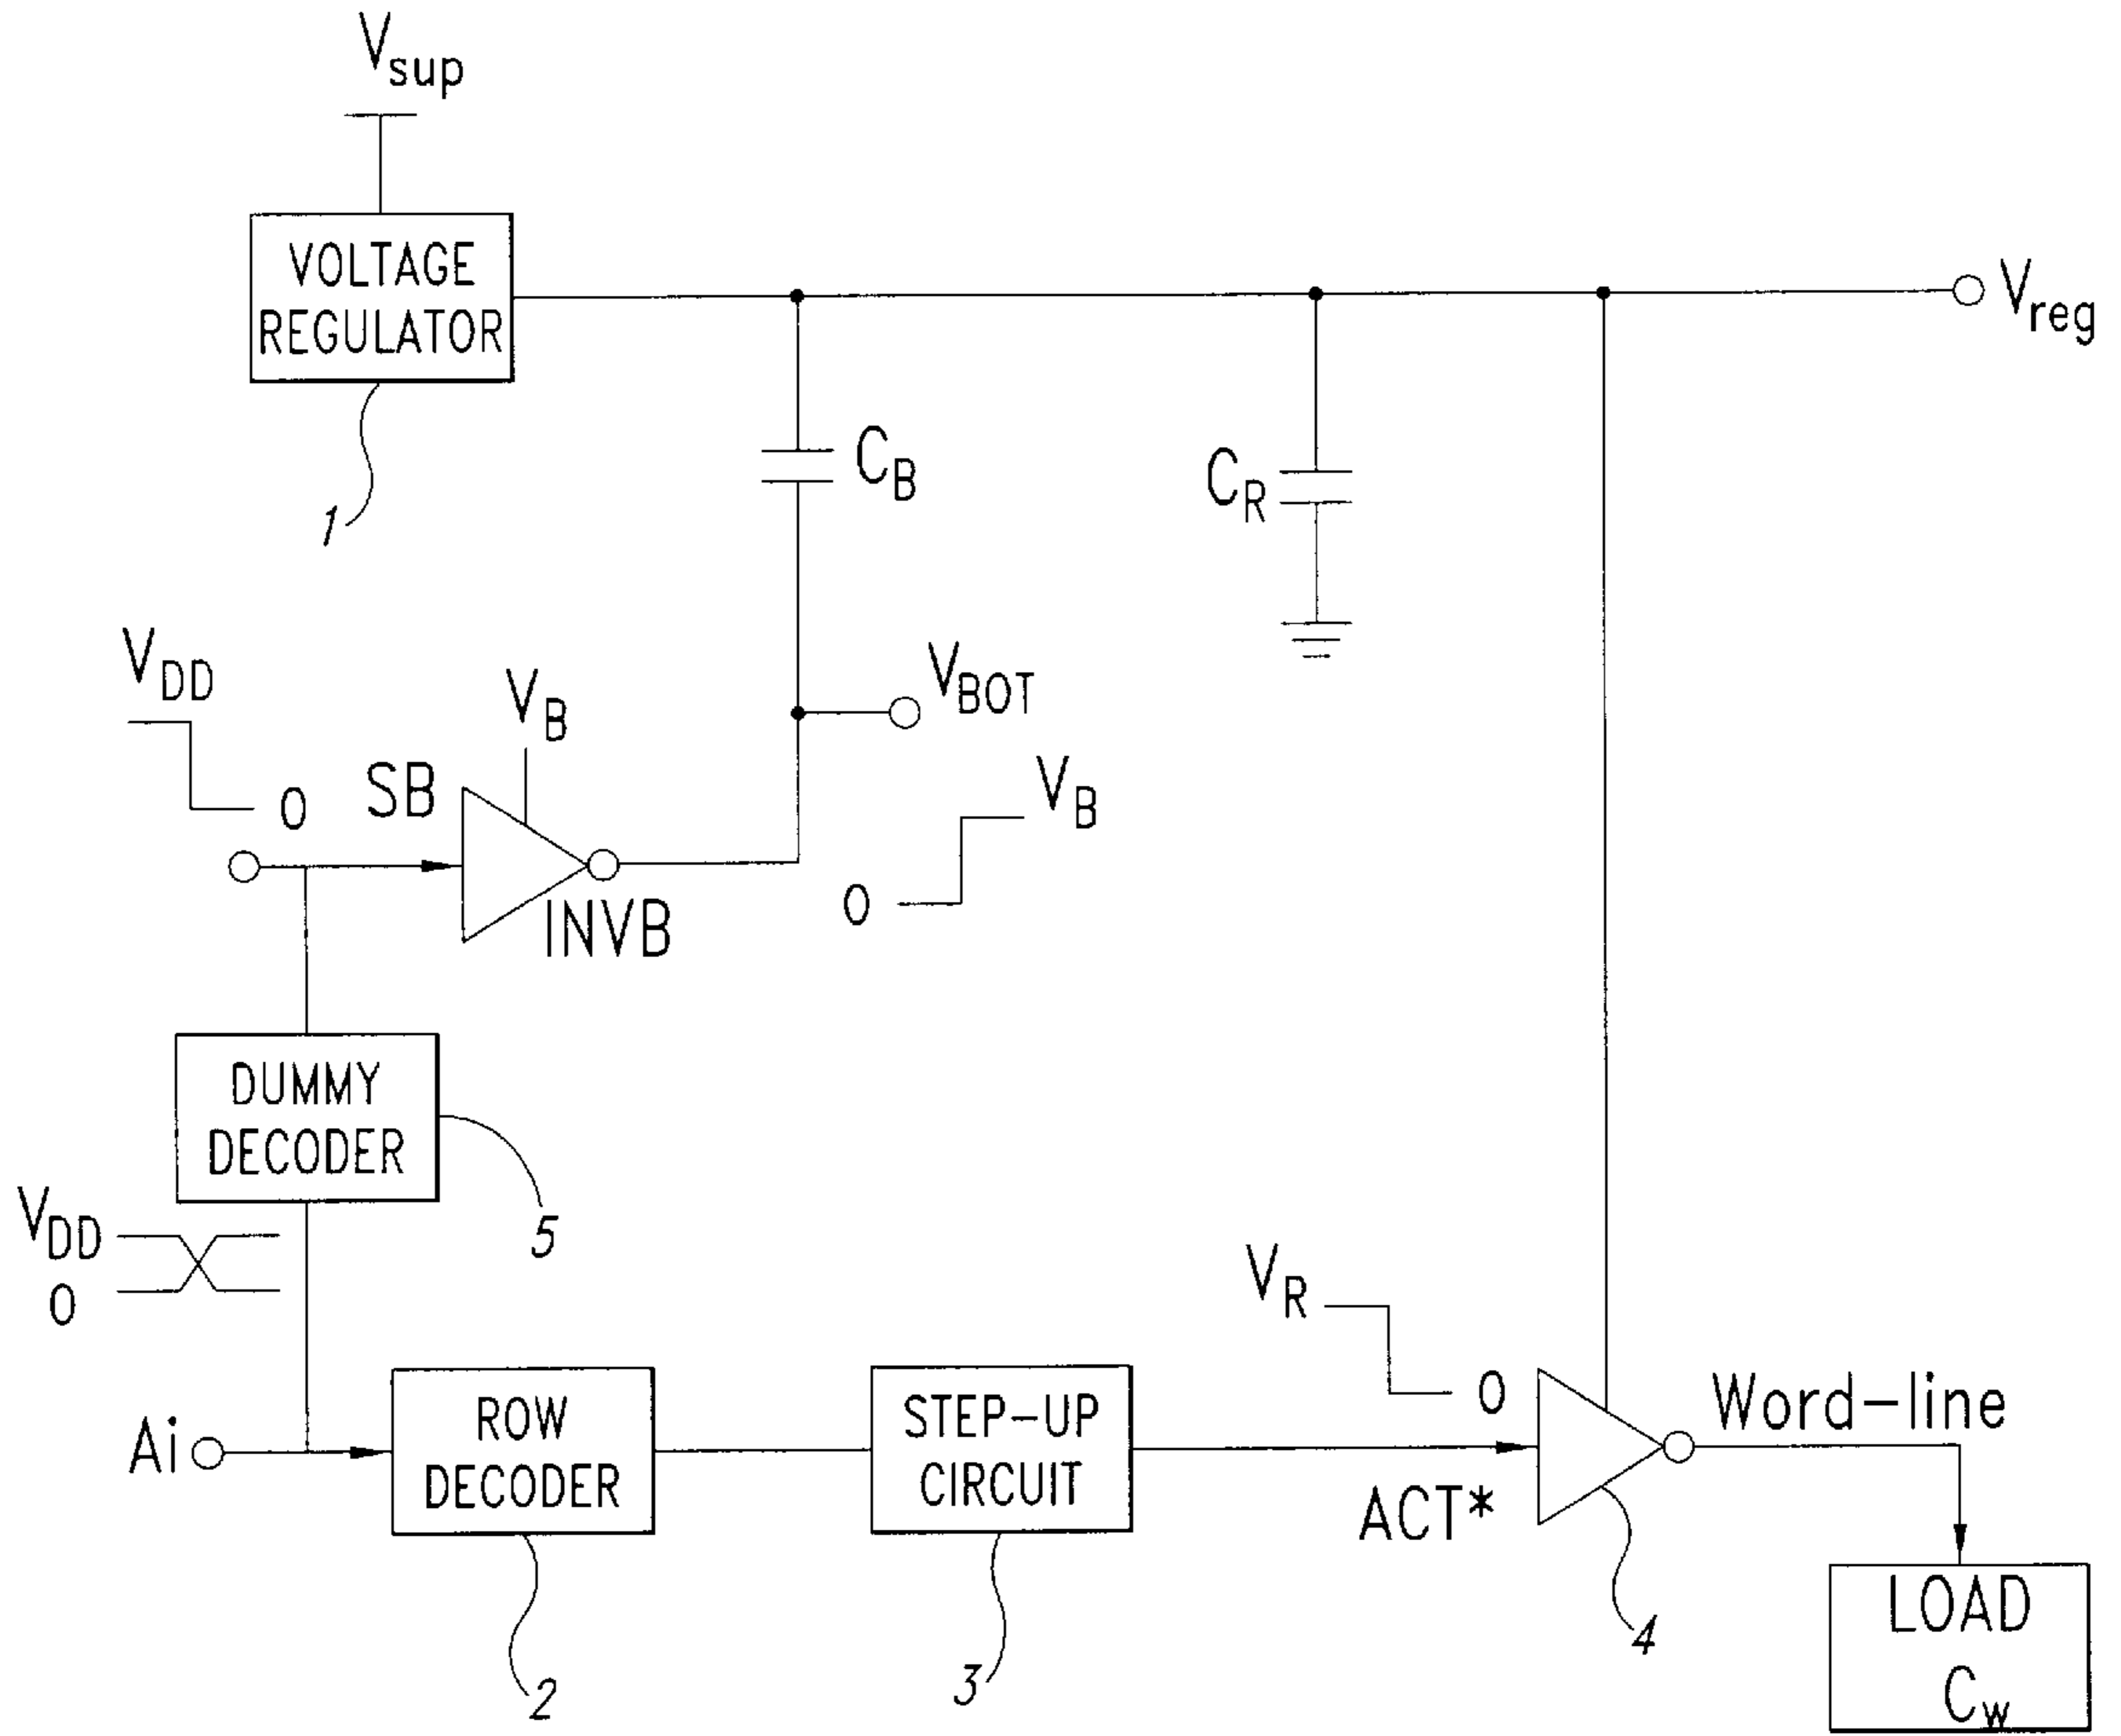 Vsup
VOLTAGE
REGULATOR
Vreg
1
CB
CR
VDD
0
SB
VB
VBOT
INVB
VB
0
DUMMY
DECODER
5
VDD
0
VR
0
Ai
ROW
DECODER
STEP-UP
CIRCUIT
ACT*
Word-line
2
3
4
LOAD
Cw